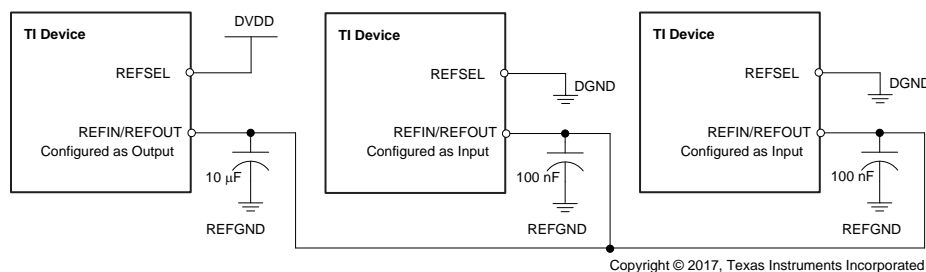 TI Device
DVDD
REFSEL
REFIN/REFOUT
Configured as Output
10 μF
REFGND
TI Device
REFSEL
DGND
REFIN/REFOUT
Configured as Input
100 nF
REFGND
TI Device
REFSEL
DGND
REFIN/REFOUT
Configured as Input
100 nF
REFGND
Copyright © 2017, Texas Instruments Incorporated